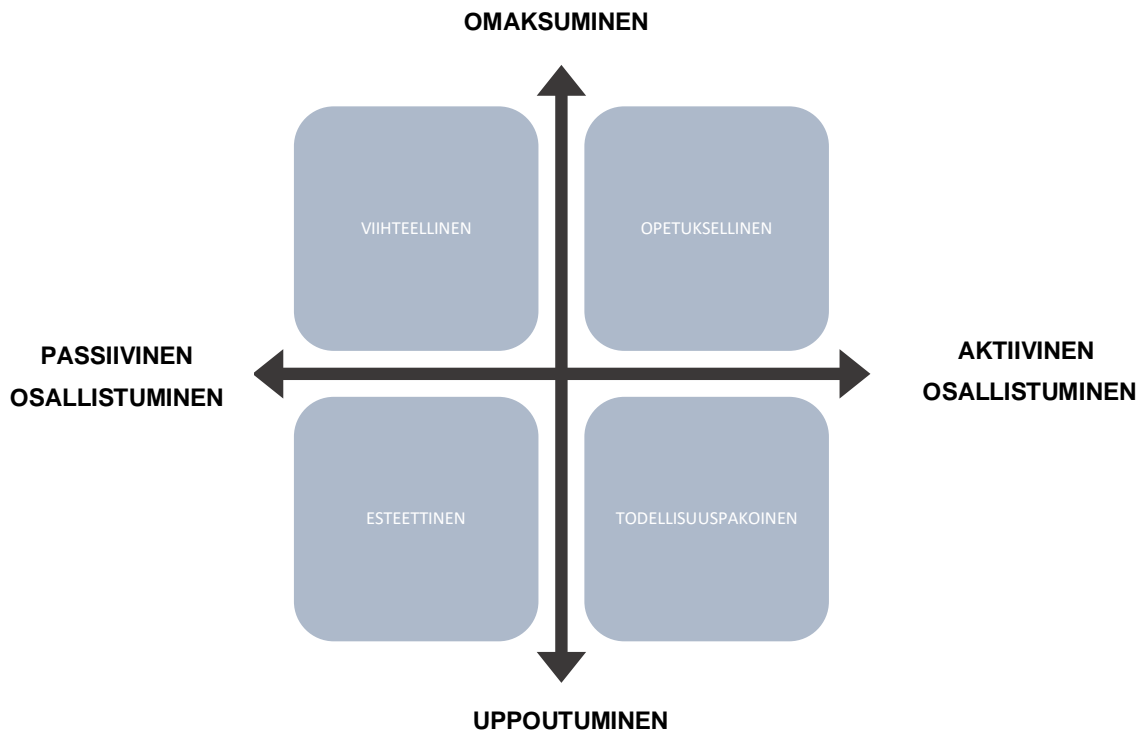 OMAKSUMINEN
VIIHTEELLINEN
OPETUKSELLINEN
PASSIIVINEN
OSALLISTUMINEN
AKTIIVINEN
OSALLISTUMINEN
ESTEETTINEN
TODELLISUUSPAKOINEN
UPPOUTUMINEN